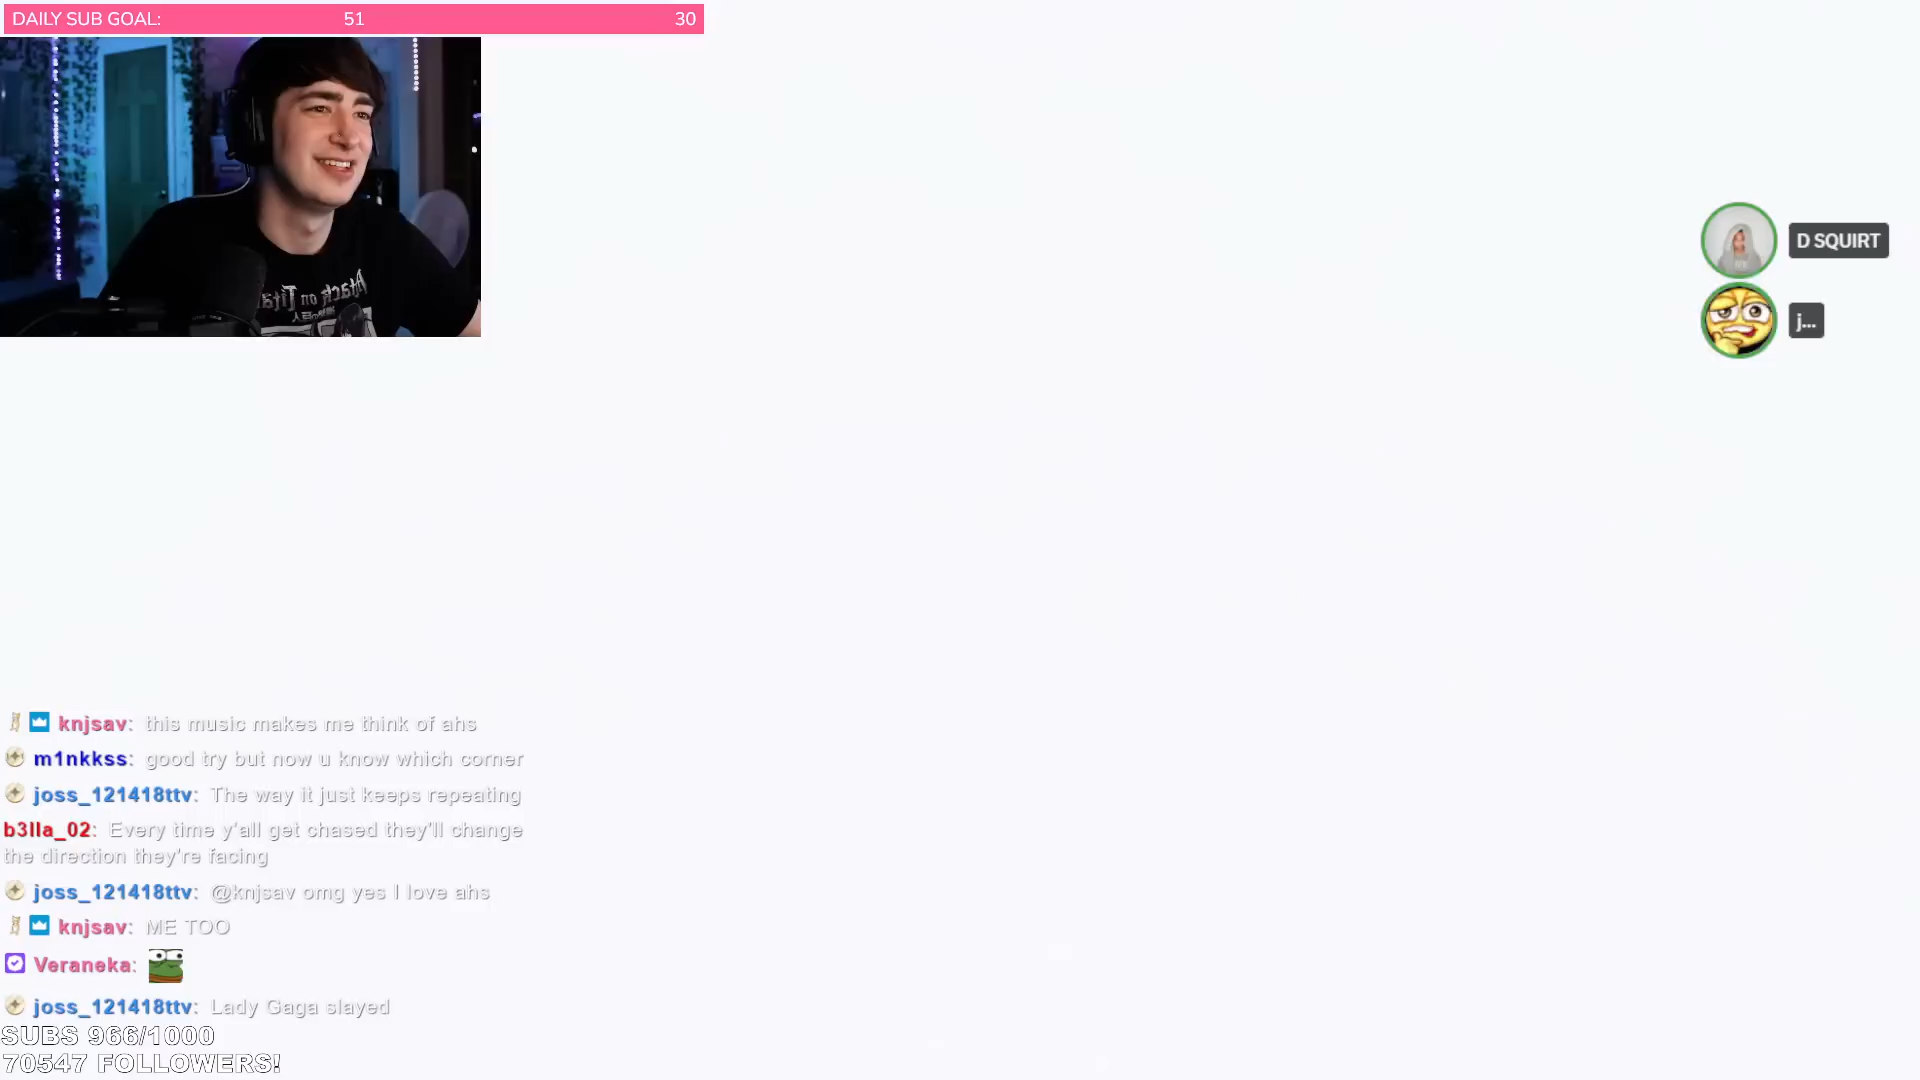 DAILY SUB GOAL: 51 30
Attack on Tita
D SQUIRT
j...
knjsav: this music makes me think of ahs
m1nkkss: good try but now u know which corner
joss_121418ttv: The way it just keeps repeating
b3lla_02: Every time y'all get chased they'll change
the direction they're facing
joss_121418ttv: @knjsav omg yes I love ahs
knjsav: ME TOO
Veraneka:
joss_121418ttv: Lady Gaga slayed
SUBS 966/1000
70547 FOLLOWERS!